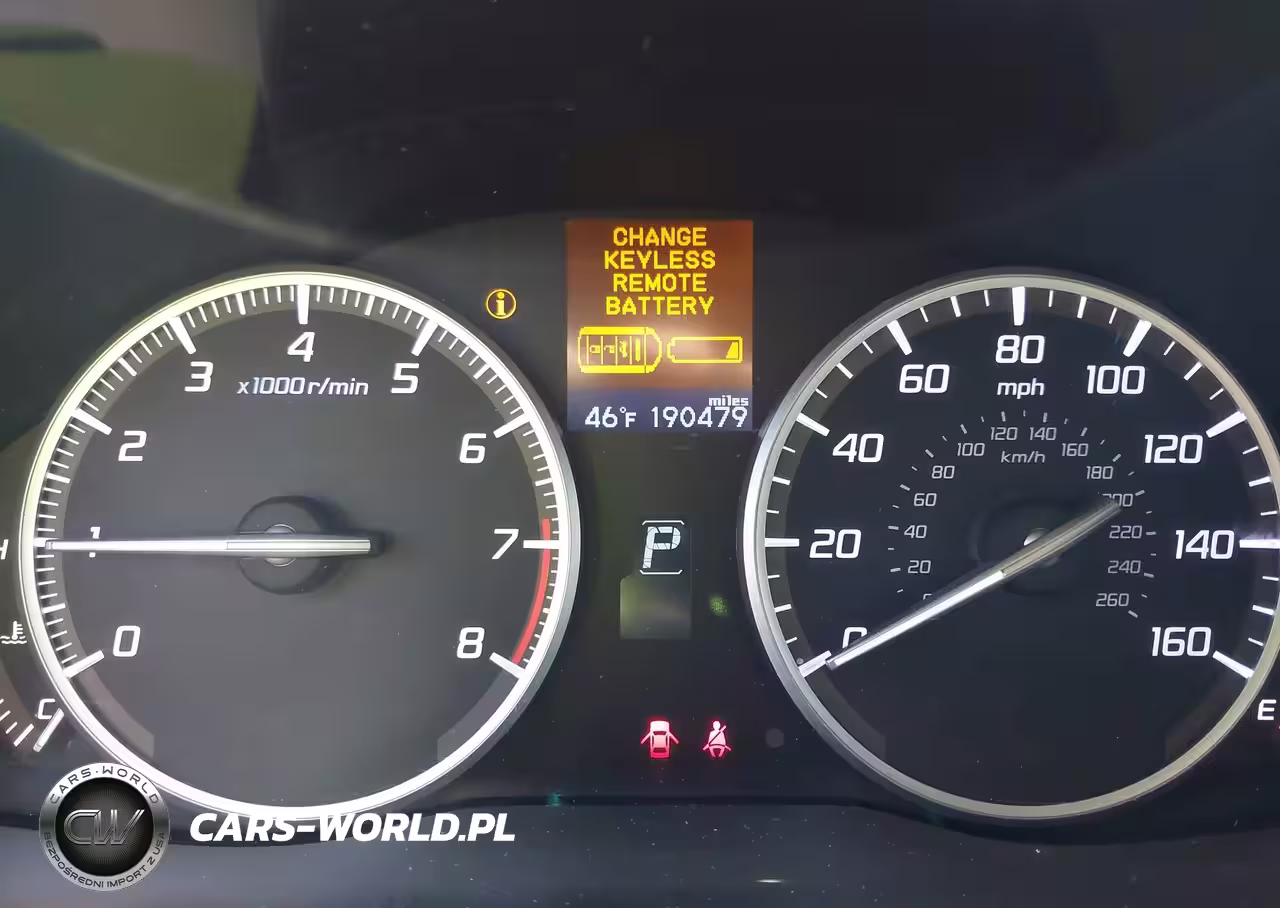 CHANGE
KEYLESS
REMOTE
BATTERY
miles
46°F 190479
0 1 2 3 4 5 6 7 8
x1000r/min
0 20 40 60 80 100 120 140 160
mph
20 40 60 80 100 120 140 160 180 200 220 240 260
km/h
P
H
C
E
CARS-WORLD
CW
BEZPOŚREDNI IMPORT Z USA
CARS-WORLD.PL